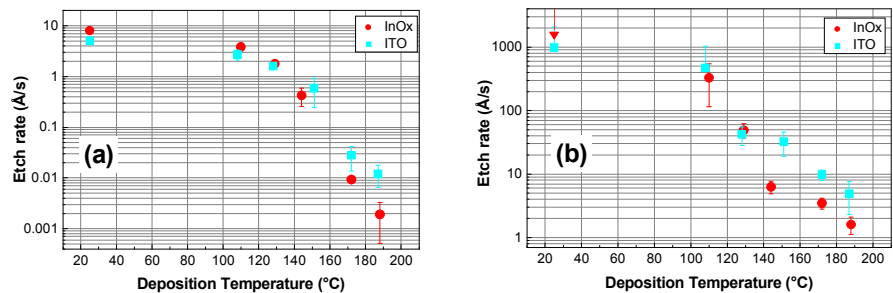 InOx
ITO
10
1
0.1
0.01
0.001
Etch rate (Å/s)
(a)
20 40 60 80 100 120 140 160 180 200
Deposition Temperature (°C)
InOx
ITO
1000
100
10
1
Etch rate (Å/s)
(b)
20 40 60 80 100 120 140 160 180 200
Deposition Temperature (°C)